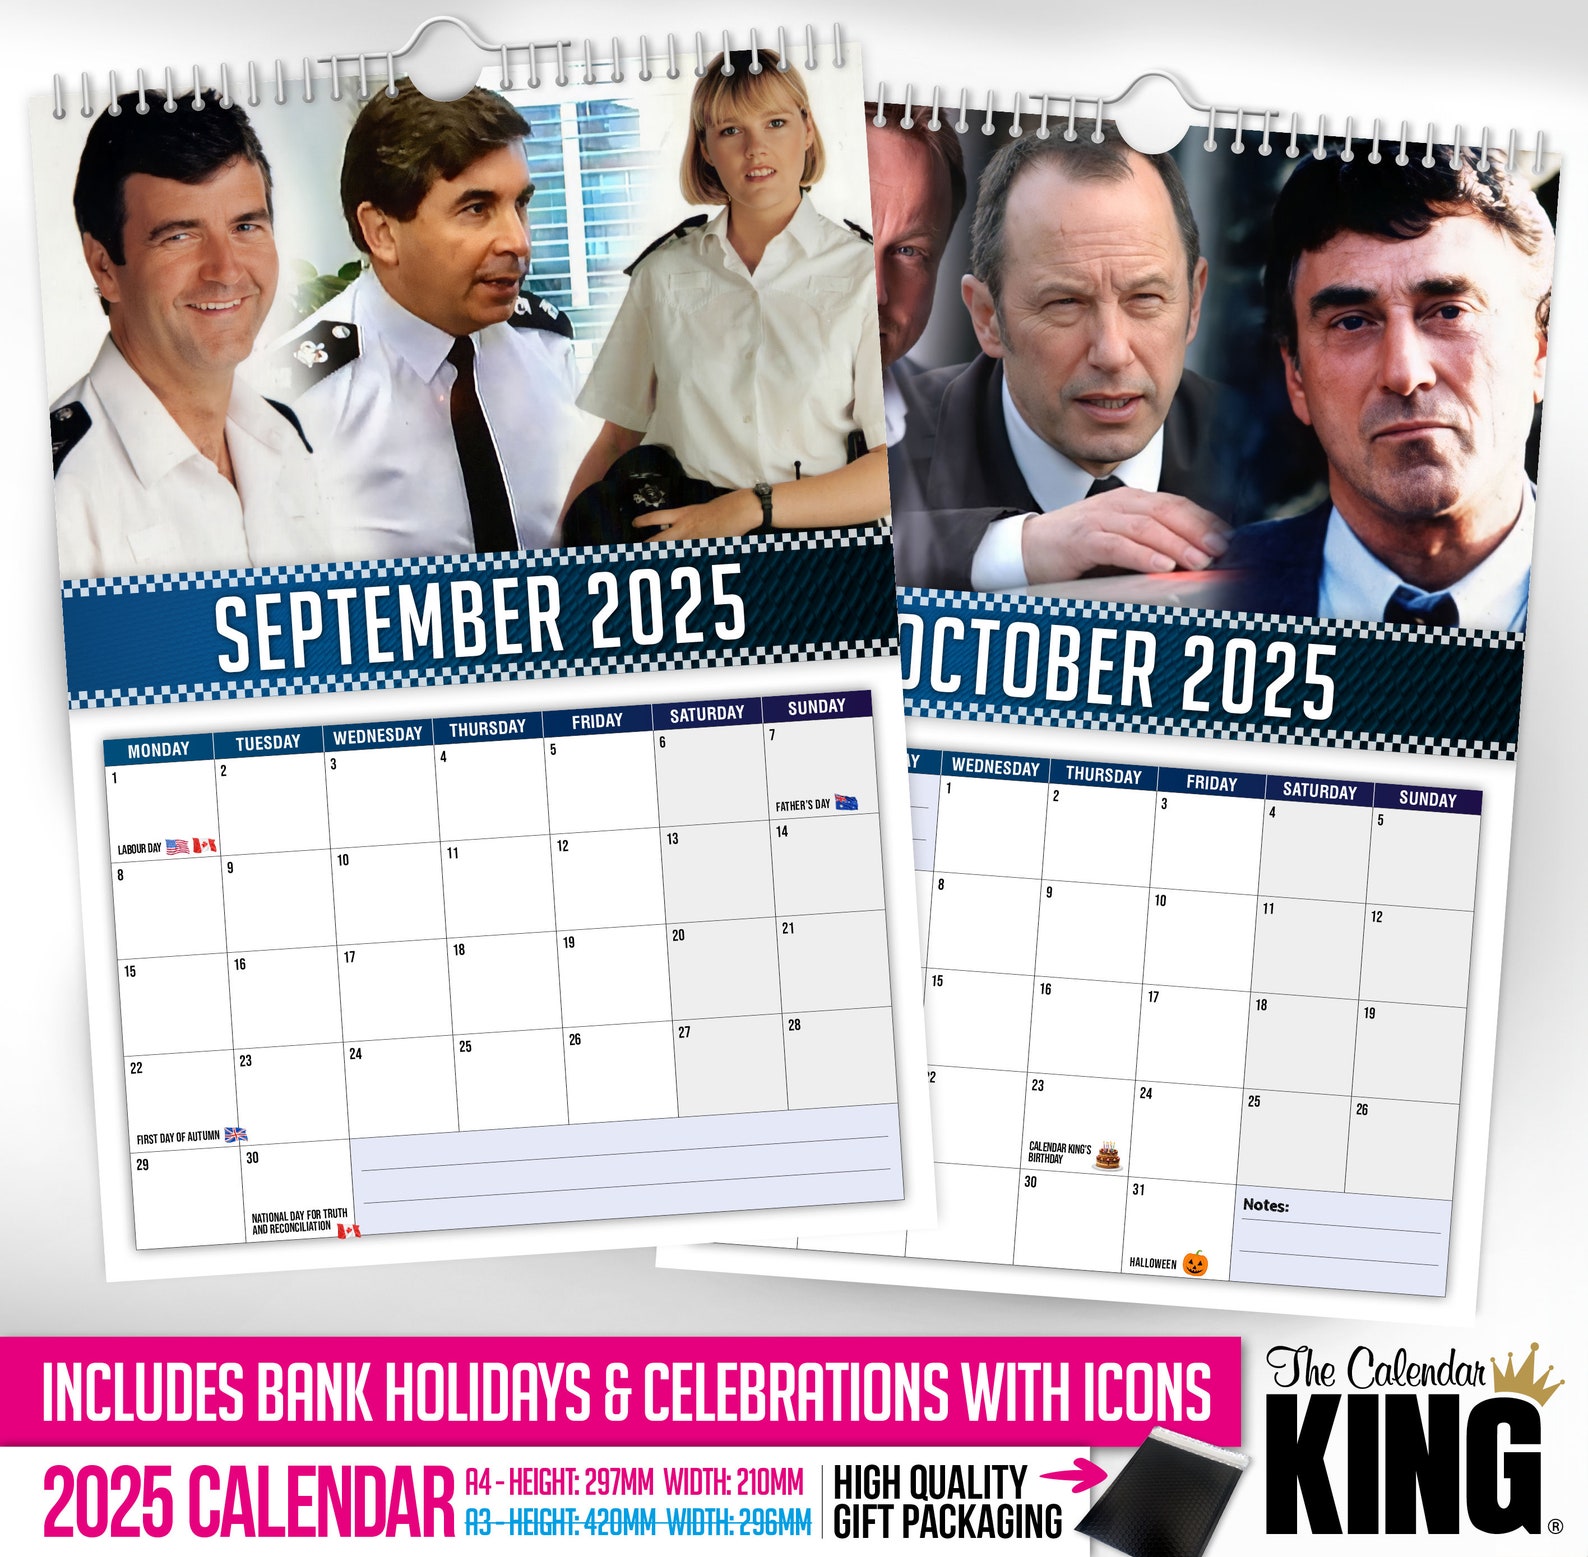 SEPTEMBER 2025
MONDAY TUESDAY WEDNESDAY THURSDAY FRIDAY SATURDAY SUNDAY
1 2 3 4 5 6 7
LABOUR DAY
FATHER'S DAY
8 9 10 11 12 13 14
15 16 17 18 19 20 21
22 23 24 25 26 27 28
FIRST DAY OF AUTUMN
29 30
NATIONAL DAY FOR TRUTH
AND RECONCILIATION
OCTOBER 2025
AY WEDNESDAY THURSDAY FRIDAY SATURDAY SUNDAY
1 2 3 4 5
8 9 10 11 12
15 16 17 18 19
22 23 24 25 26
CALENDAR KING'S
BIRTHDAY
30 31
HALLOWEEN
Notes:
INCLUDES BANK HOLIDAYS & CELEBRATIONS WITH ICONS
2025 CALENDAR
A4 - HEIGHT: 297MM WIDTH: 210MM
A3 - HEIGHT: 420MM WIDTH: 296MM
HIGH QUALITY
GIFT PACKAGING
The Calendar
KING®